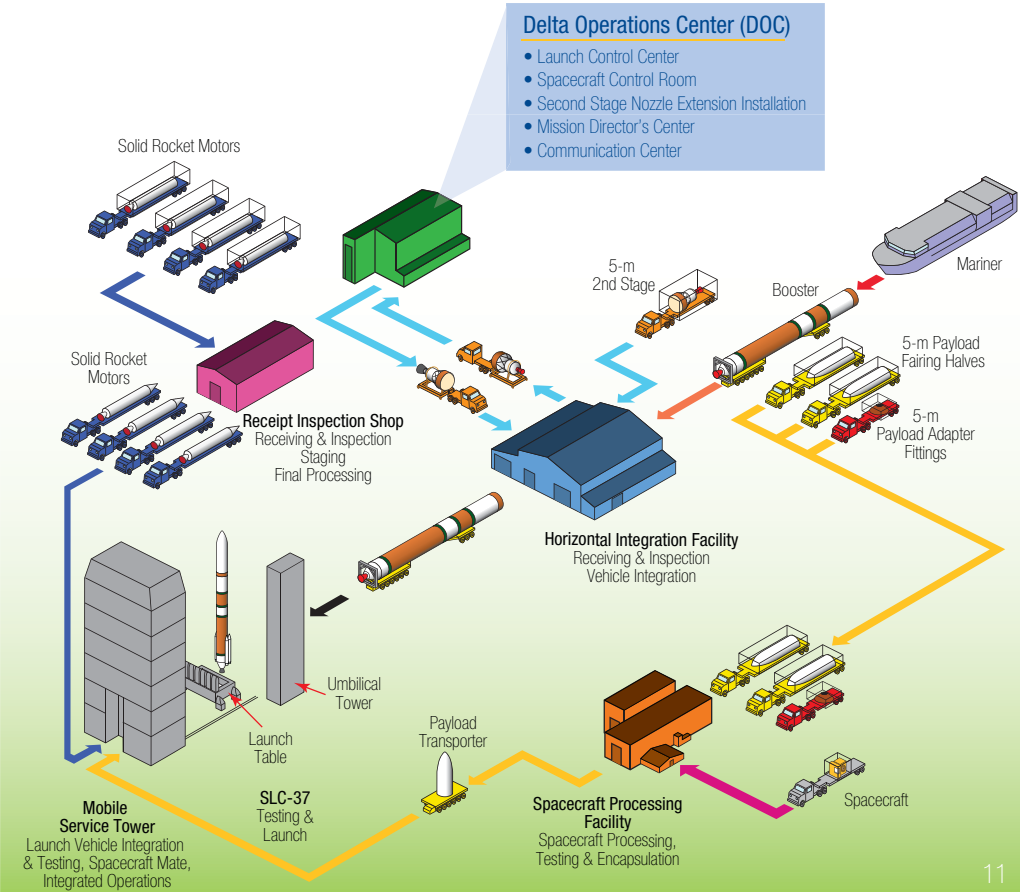 Delta Operations Center (DOC)
• Launch Control Center
• Spacecraft Control Room
• Second Stage Nozzle Extension Installation
• Mission Director's Center
• Communication Center
Solid Rocket Motors
Mariner
5-m
2nd Stage
Booster
5-m Payload
Fairing Halves
5-m
Payload Adapter
Fittings
Solid Rocket
Motors
Receipt Inspection Shop
Receiving & Inspection
Staging
Final Processing
Horizontal Integration Facility
Receiving & Inspection
Vehicle Integration
Umbilical
Tower
Launch
Table
Payload
Transporter
Mobile
Service Tower
Launch Vehicle Integration
& Testing, Spacecraft Mate,
Integrated Operations
SLC-37
Testing &
Launch
Spacecraft Processing
Facility
Spacecraft Processing,
Testing & Encapsulation
Spacecraft
11